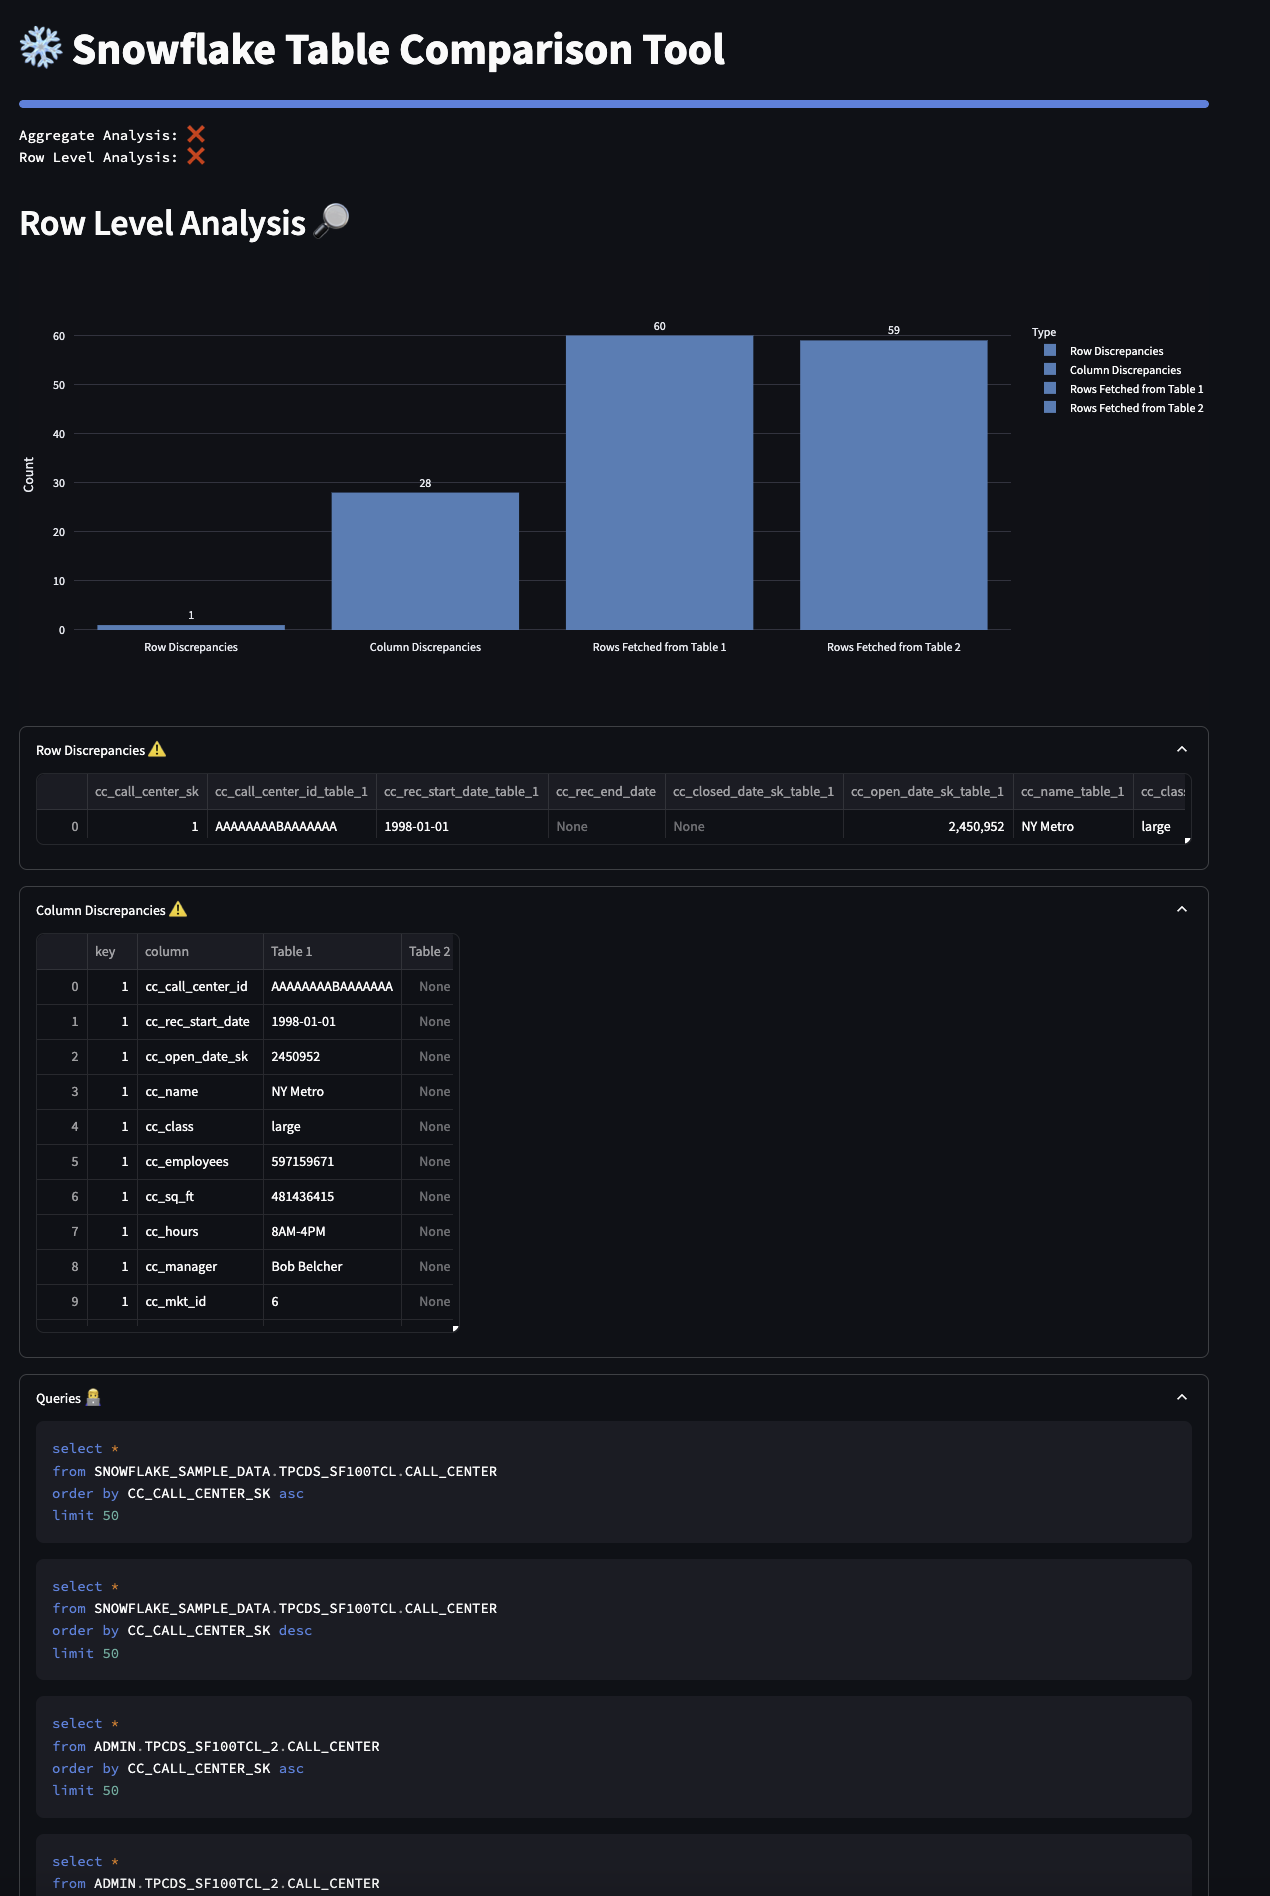 Snowflake Table Comparison Tool
Aggregate Analysis: ❌
Row Level Analysis: ❌
Row Level Analysis
Type
Row Discrepancies
Column Discrepancies
Rows Fetched from Table 1
Rows Fetched from Table 2
Count
60
50
40
30
20
10
0
1
28
60
59
Row Discrepancies
Column Discrepancies
Rows Fetched from Table 1
Rows Fetched from Table 2
Row Discrepancies
cc_call_center_sk cc_call_center_id_table_1 cc_rec_start_date_table_1 cc_rec_end_date cc_closed_date_sk_table_1 cc_open_date_sk_table_1 cc_name_table_1 cc_clas
0 1 AAAAAAAABAAAAAAA 1998-01-01 None None 2,450,952 NY Metro large
Column Discrepancies
key column Table 1 Table 2
0 1 cc_call_center_id AAAAAAAABAAAAAAA None
1 1 cc_rec_start_date 1998-01-01 None
2 1 cc_open_date_sk 2450952 None
3 1 cc_name NY Metro None
4 1 cc_class large None
5 1 cc_employees 597159671 None
6 1 cc_sq_ft 481436415 None
7 1 cc_hours 8AM-4PM None
8 1 cc_manager Bob Belcher None
9 1 cc_mkt_id 6 None
Queries
select *
from SNOWFLAKE_SAMPLE_DATA.TPCDS_SF100TCL.CALL_CENTER
order by CC_CALL_CENTER_SK asc
limit 50
select *
from SNOWFLAKE_SAMPLE_DATA.TPCDS_SF100TCL.CALL_CENTER
order by CC_CALL_CENTER_SK desc
limit 50
select *
from ADMIN.TPCDS_SF100TCL_2.CALL_CENTER
order by CC_CALL_CENTER_SK asc
limit 50
select *
from ADMIN.TPCDS_SF100TCL_2.CALL_CENTER